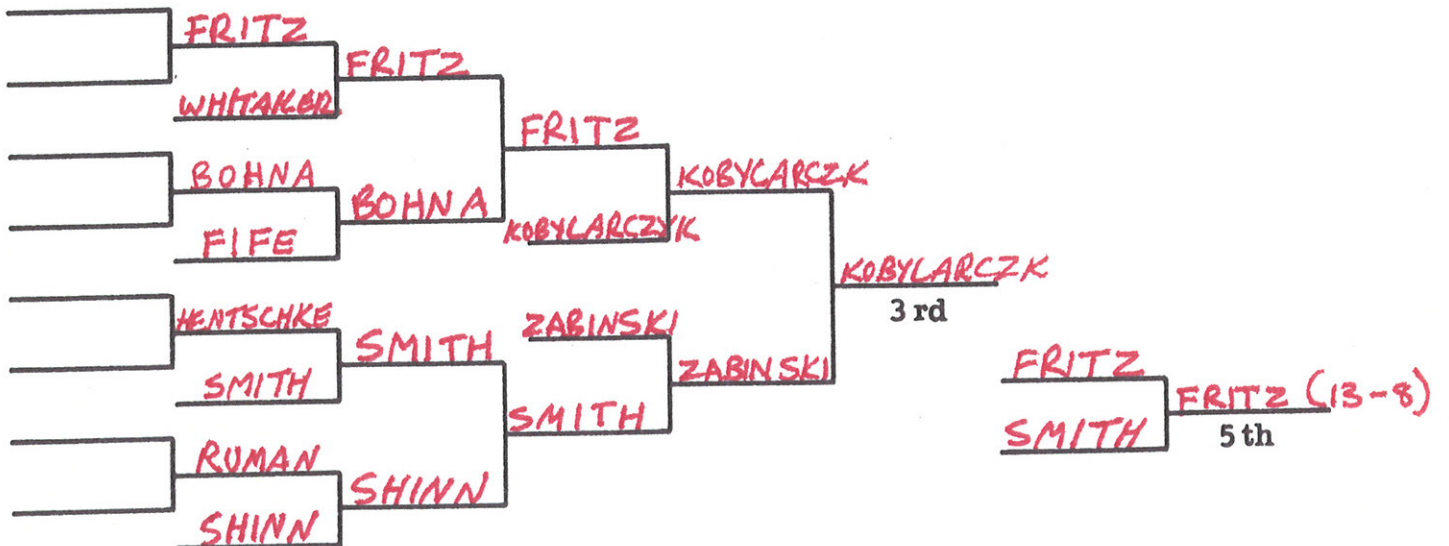 FRITZ
WHITAKER
FRITZ
BOHNA
FIFE
BOHNA
FRITZ
KOBYLARCZYK
KOBYLARCZK
HENTSCHKE
SMITH
SMITH
RUMAN
SHINN
SHINN
ZABINSKI
SMITH
ZABINSKI
KOBYLARCZK
3 rd
FRITZ
SMITH
FRITZ (13-8)
5 th